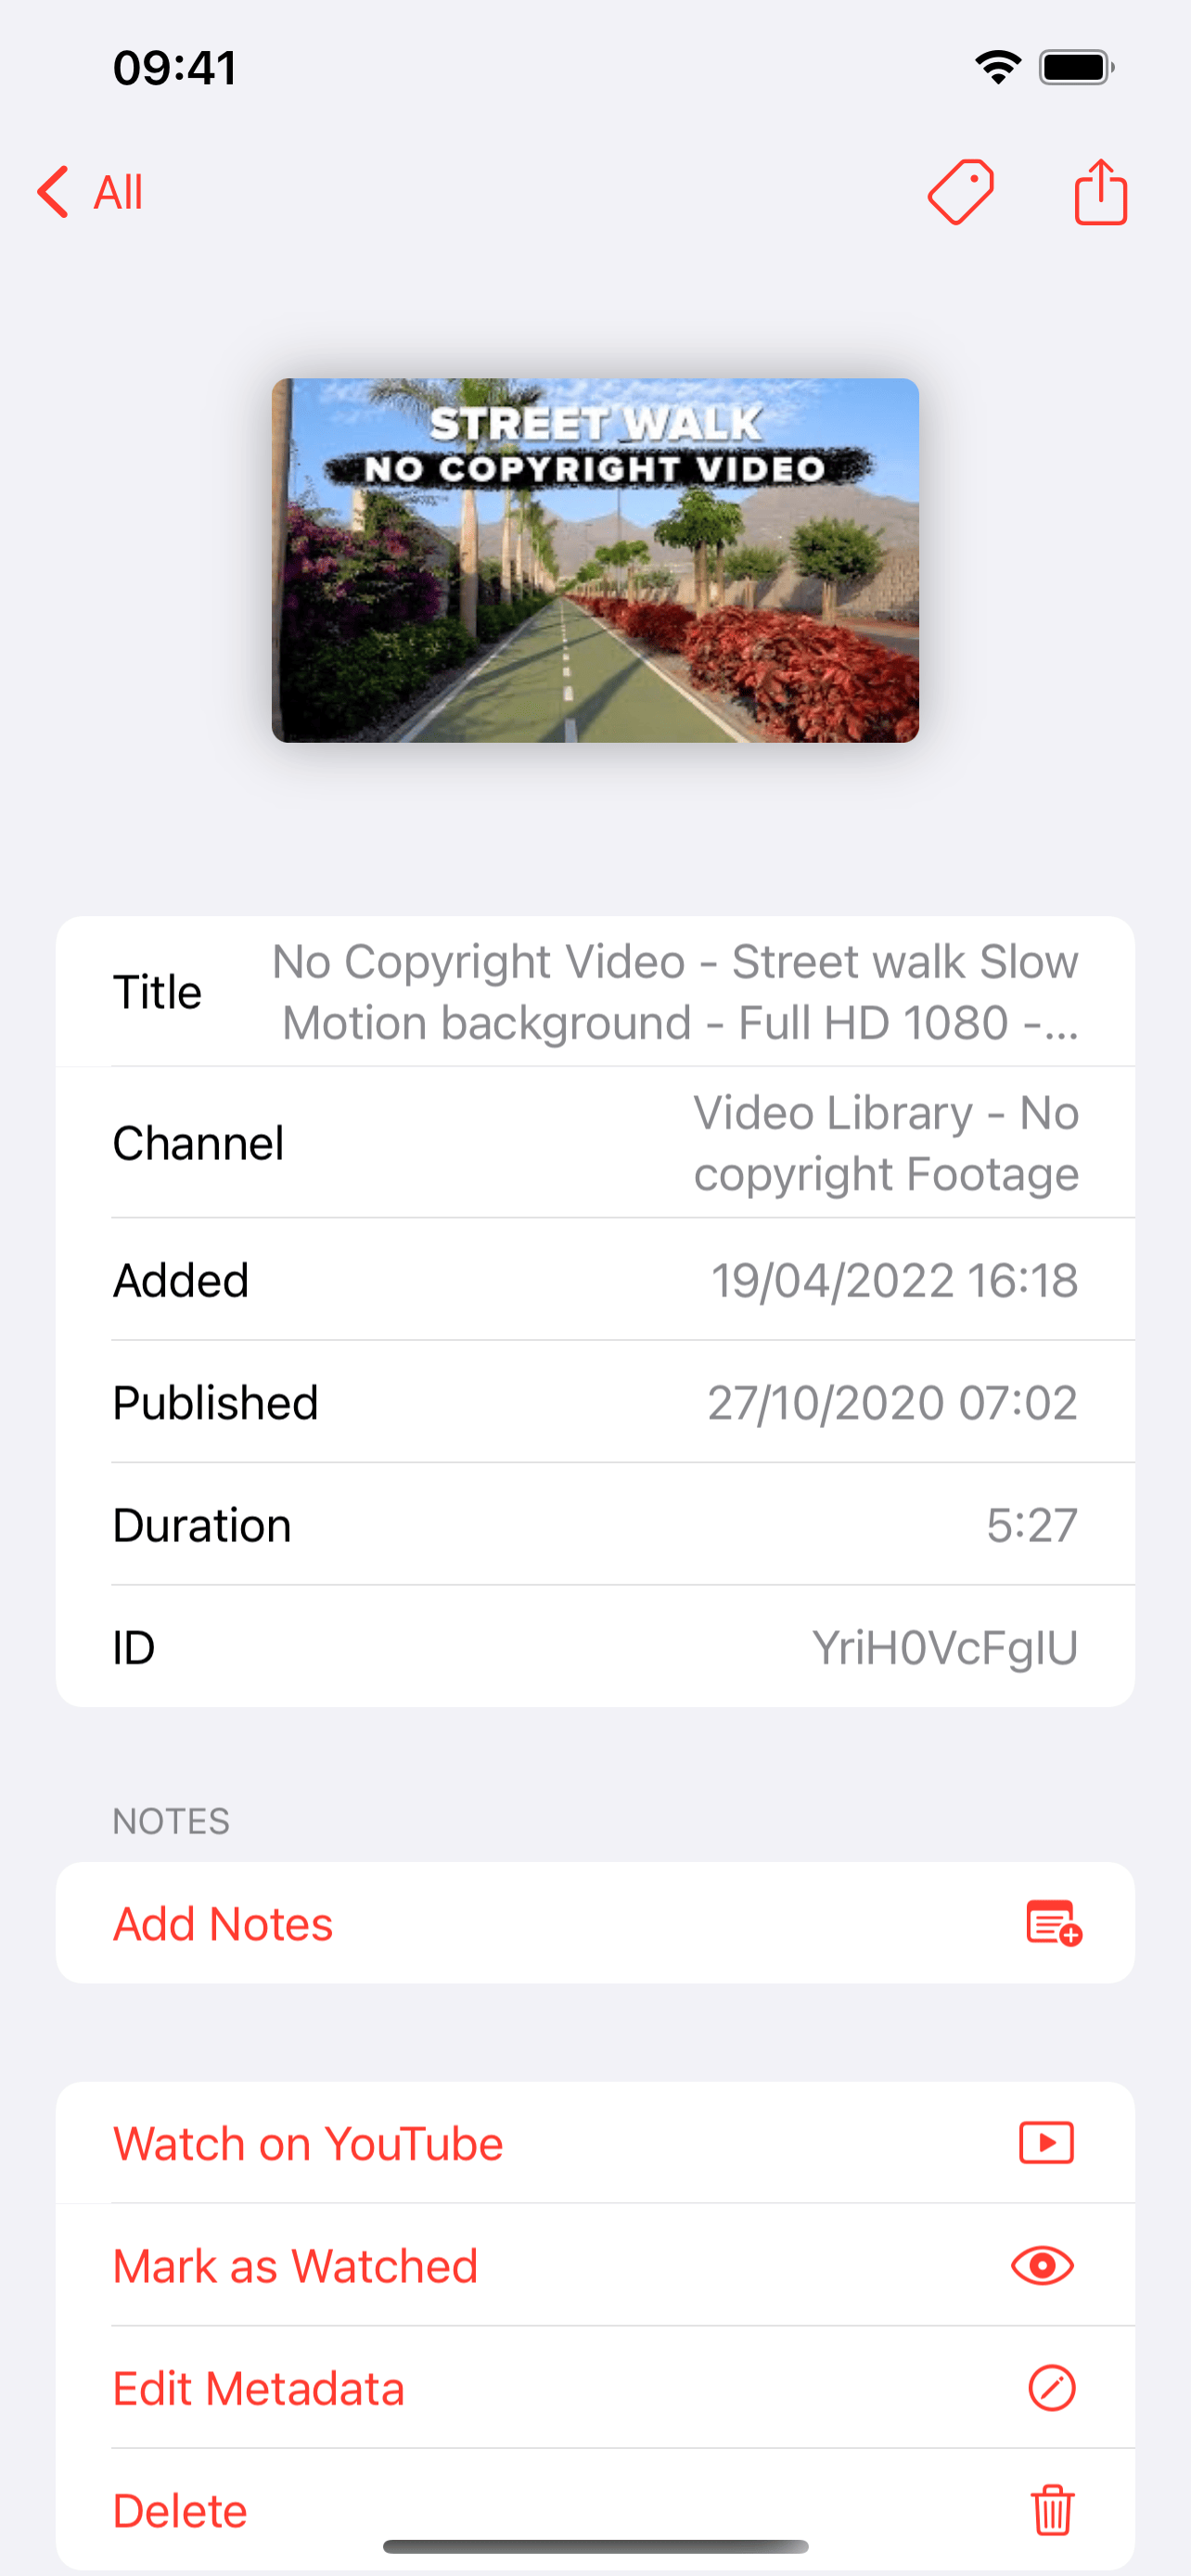 09:41
All
STREET WALK
NO COPYRIGHT VIDEO
Title
No Copyright Video - Street walk Slow
Motion background - Full HD 1080 -...
Channel
Video Library - No
copyright Footage
Added
19/04/2022 16:18
Published
27/10/2020 07:02
Duration
5:27
ID
YriH0VcFgIU
NOTES
Add Notes
Watch on YouTube
Mark as Watched
Edit Metadata
Delete